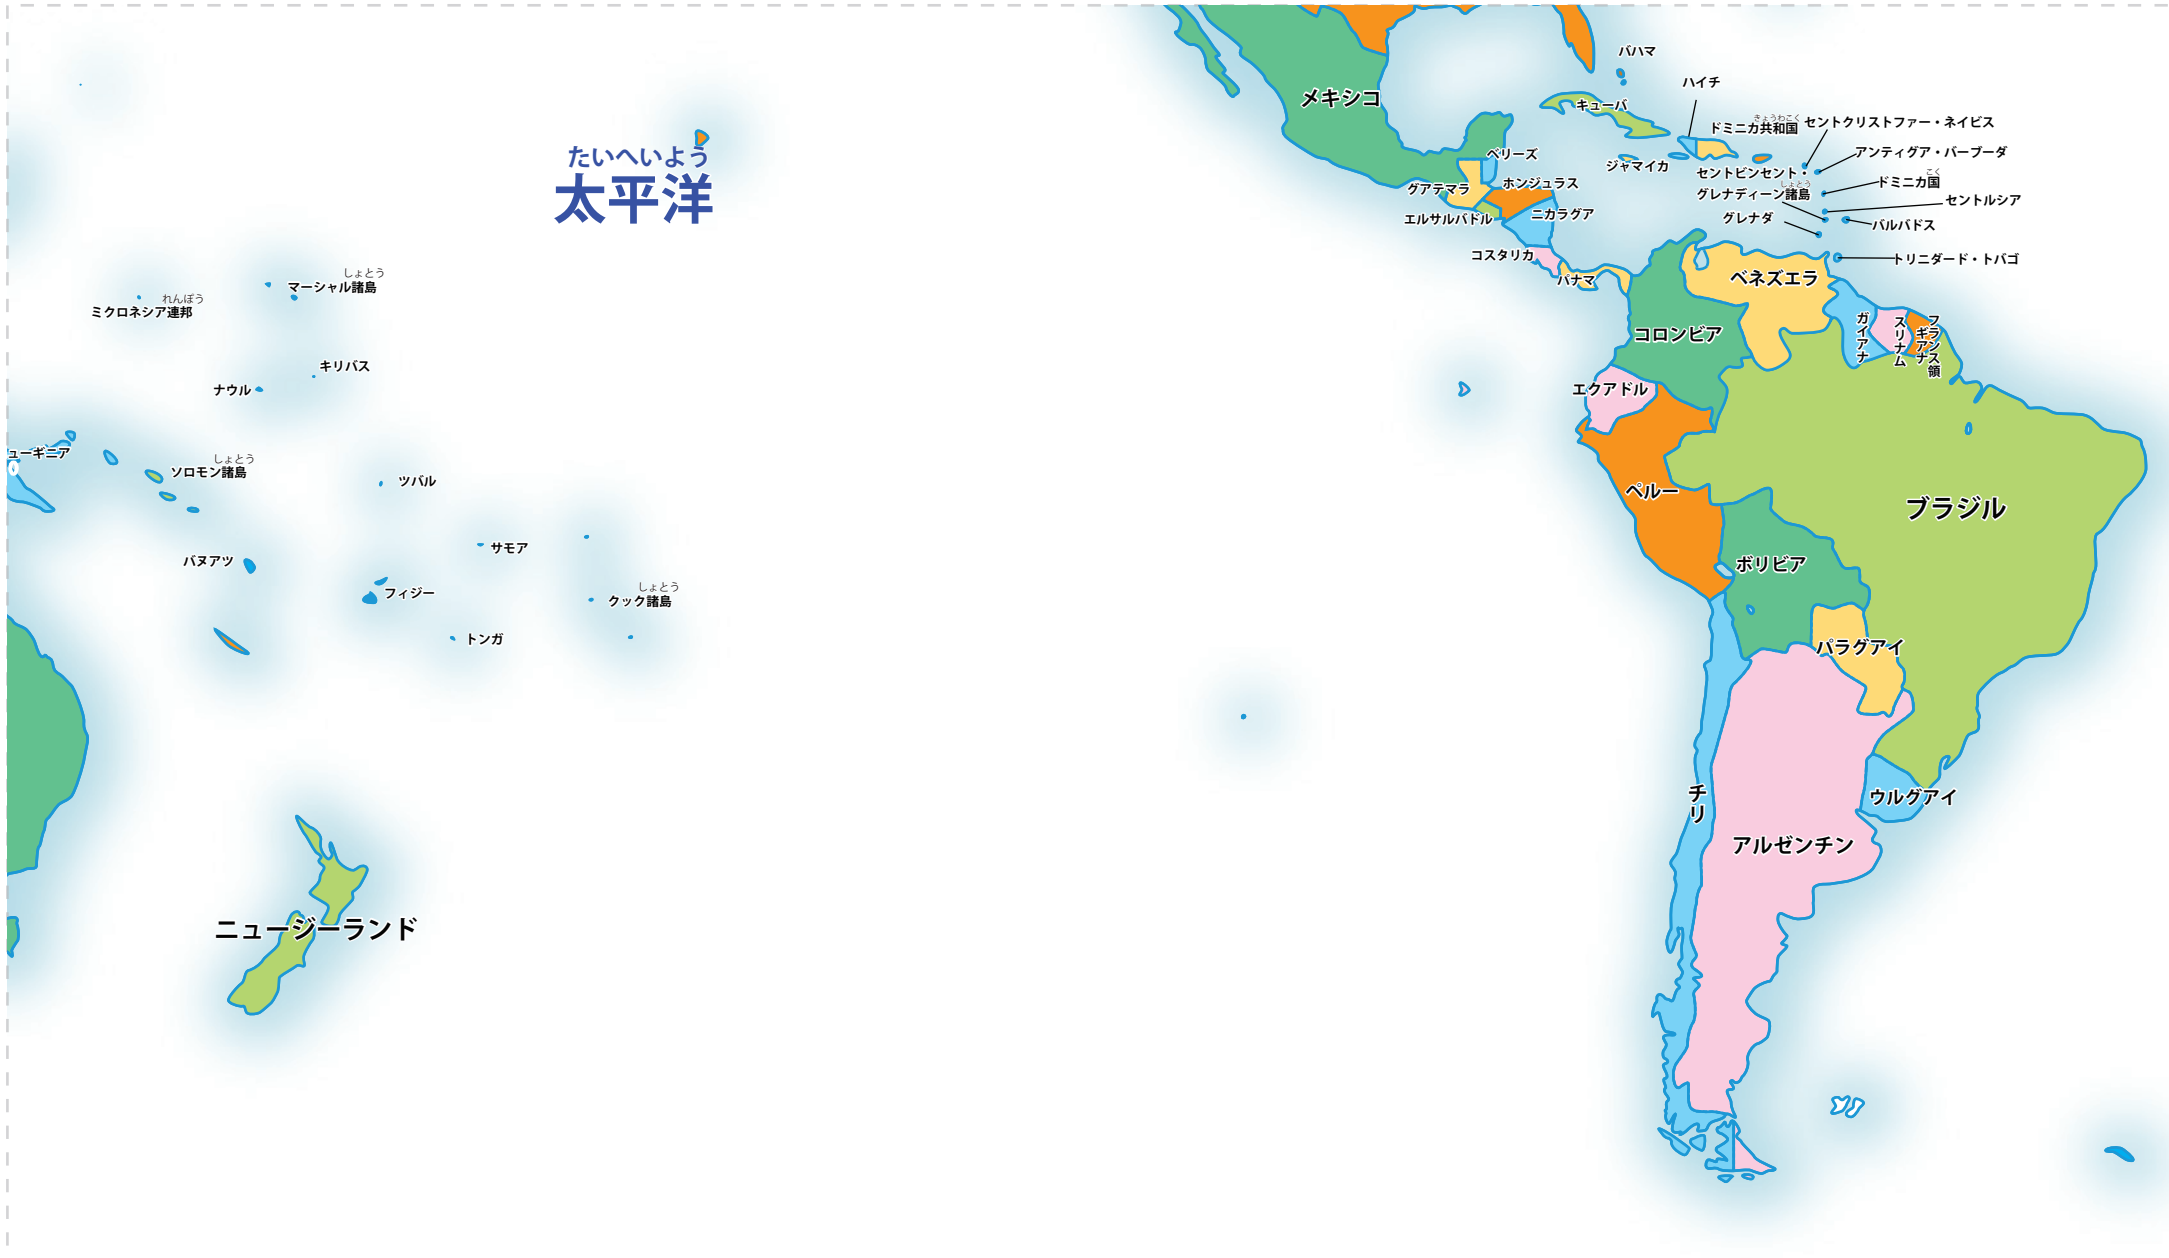 たいへいよう
太平洋
しょとう
マーシャル諸島
れんぽう
ミクロネシア連邦
キリバス
ナウル
ューギニア
しょとう
ソロモン諸島
ツバル
サモア
バヌアツ
フィジー
しょとう
クック諸島
トンガ
ニュージーランド
メキシコ
バハマ
ハイチ
キューバ
きょうわこく
ドミニカ共和国
セントクリストファー・ネイビス
アンティグア・バーブーダ
ベリーズ
ジャマイカ
セントビンセント・
しょとう
グレナディーン諸島
こく
ドミニカ国
グアテマラ
ホンジュラス
セントルシア
エルサルバドル
ニカラグア
グレナダ
バルバドス
コスタリカ
トリニダード・トバゴ
パナマ
ベネズエラ
コロンビア
ガイアナ
スリナム
フランス領
ギアナ
エクアドル
ペルー
ブラジル
ボリビア
パラグアイ
チリ
ウルグアイ
アルゼンチン